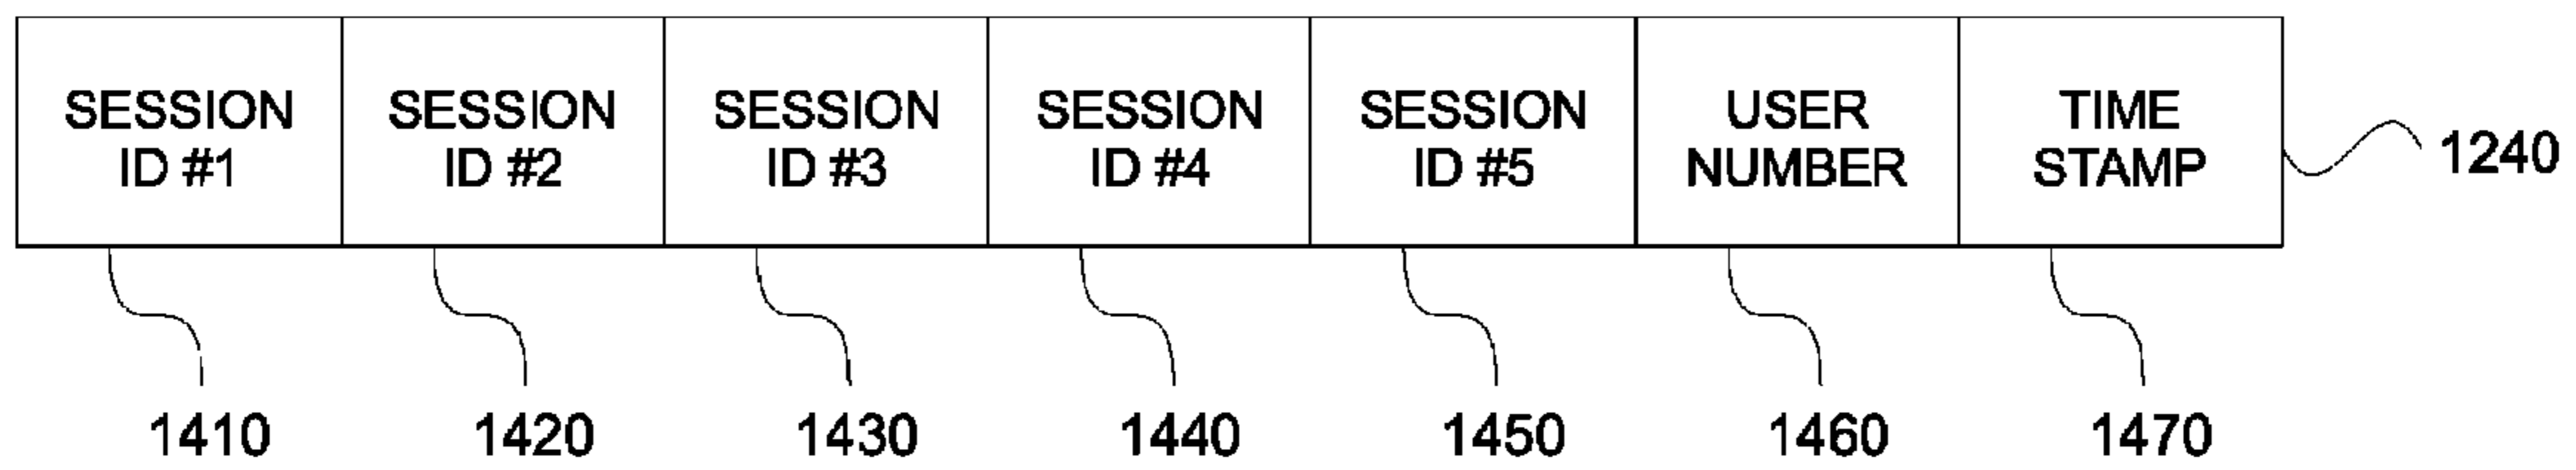 SESSION ID #1
SESSION ID #2
SESSION ID #3
SESSION ID #4
SESSION ID #5
USER NUMBER
TIME STAMP
1240
1410
1420
1430
1440
1450
1460
1470